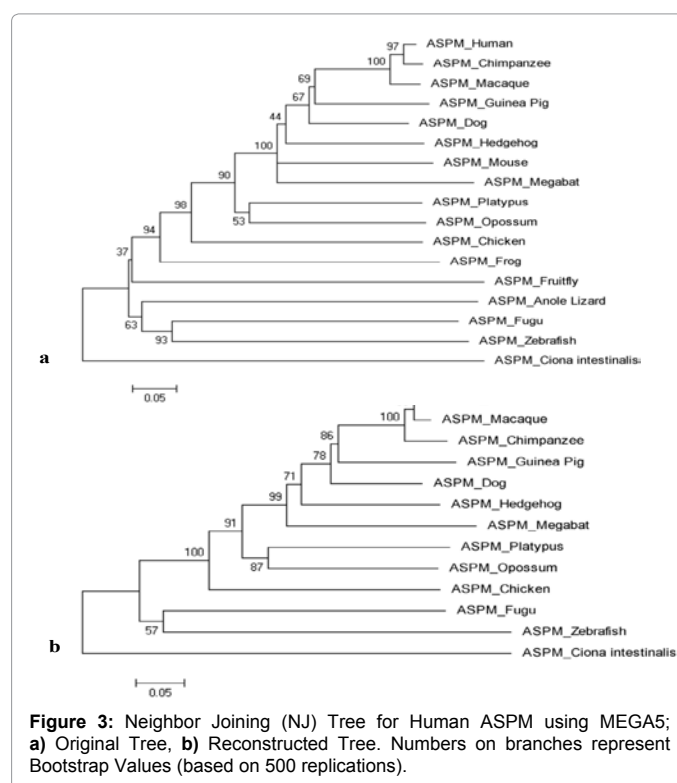 97
ASPM_Human
ASPM_Chimpanzee
100
ASPM_Macaque
69
ASPM_Guinea Pig
67
ASPM_Dog
44
ASPM_Hedgehog
100
ASPM_Mouse
ASPM_Megabat
90
ASPM_Platypus
53
ASPM_Opossum
98
ASPM_Chicken
94
ASPM_Frog
37
ASPM_Fruitfly
ASPM_Anole Lizard
63
ASPM_Fugu
93
ASPM_Zebrafish
a
ASPM_Ciona intestinalis
0.05
100
ASPM_Macaque
86
ASPM_Chimpanzee
78
ASPM_Guinea Pig
71
ASPM_Dog
99
ASPM_Hedgehog
ASPM_Megabat
91
ASPM_Platypus
87
ASPM_Opossum
100
ASPM_Chicken
ASPM_Fugu
57
ASPM_Zebrafish
b
ASPM_Ciona intestinalis
0.05
Figure 3: Neighbor Joining (NJ) Tree for Human ASPM using MEGA5;
a) Original Tree, b) Reconstructed Tree. Numbers on branches represent
Bootstrap Values (based on 500 replications).